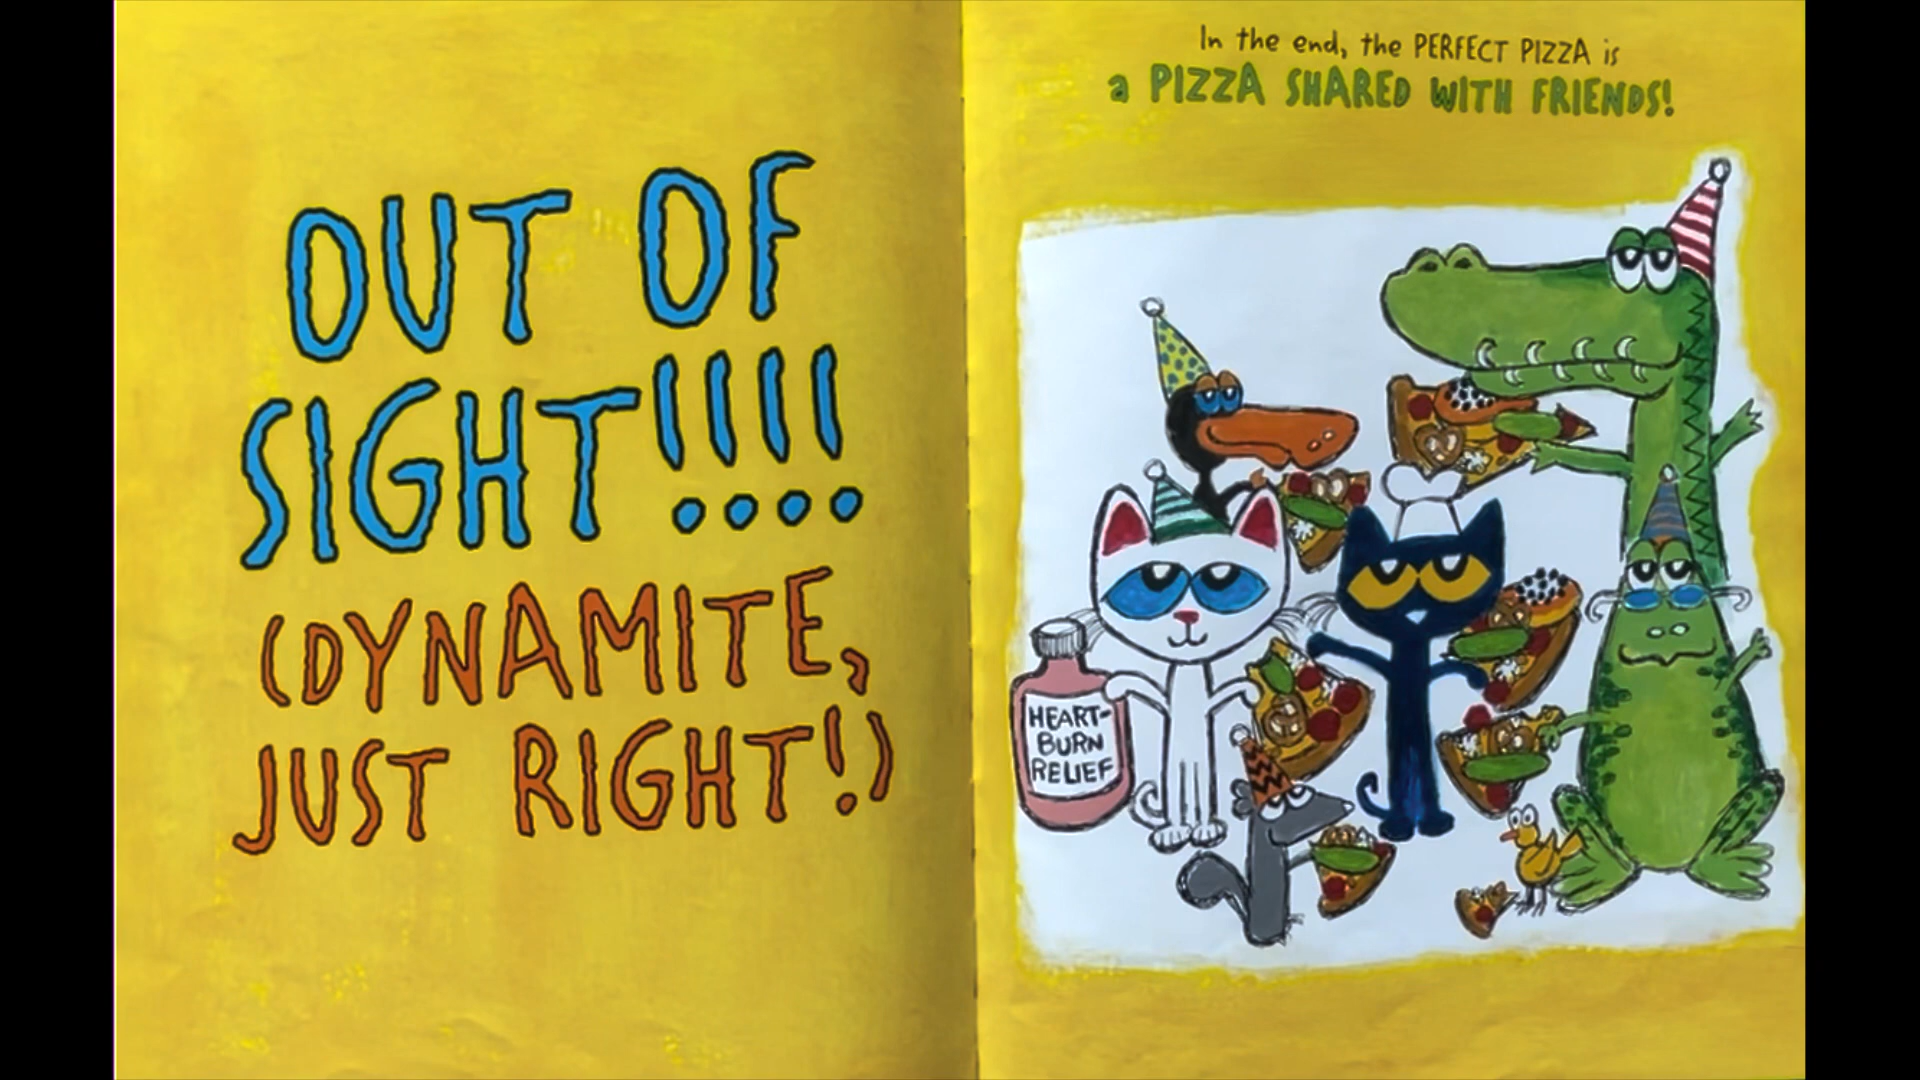 OUT OF
SIGHT!!!!
(DYNAMITE,
JUST RIGHT!)
In the end, the PERFECT PIZZA is
a PIZZA SHARED WITH FRIENDS!
HEART-
BURN
RELIEF